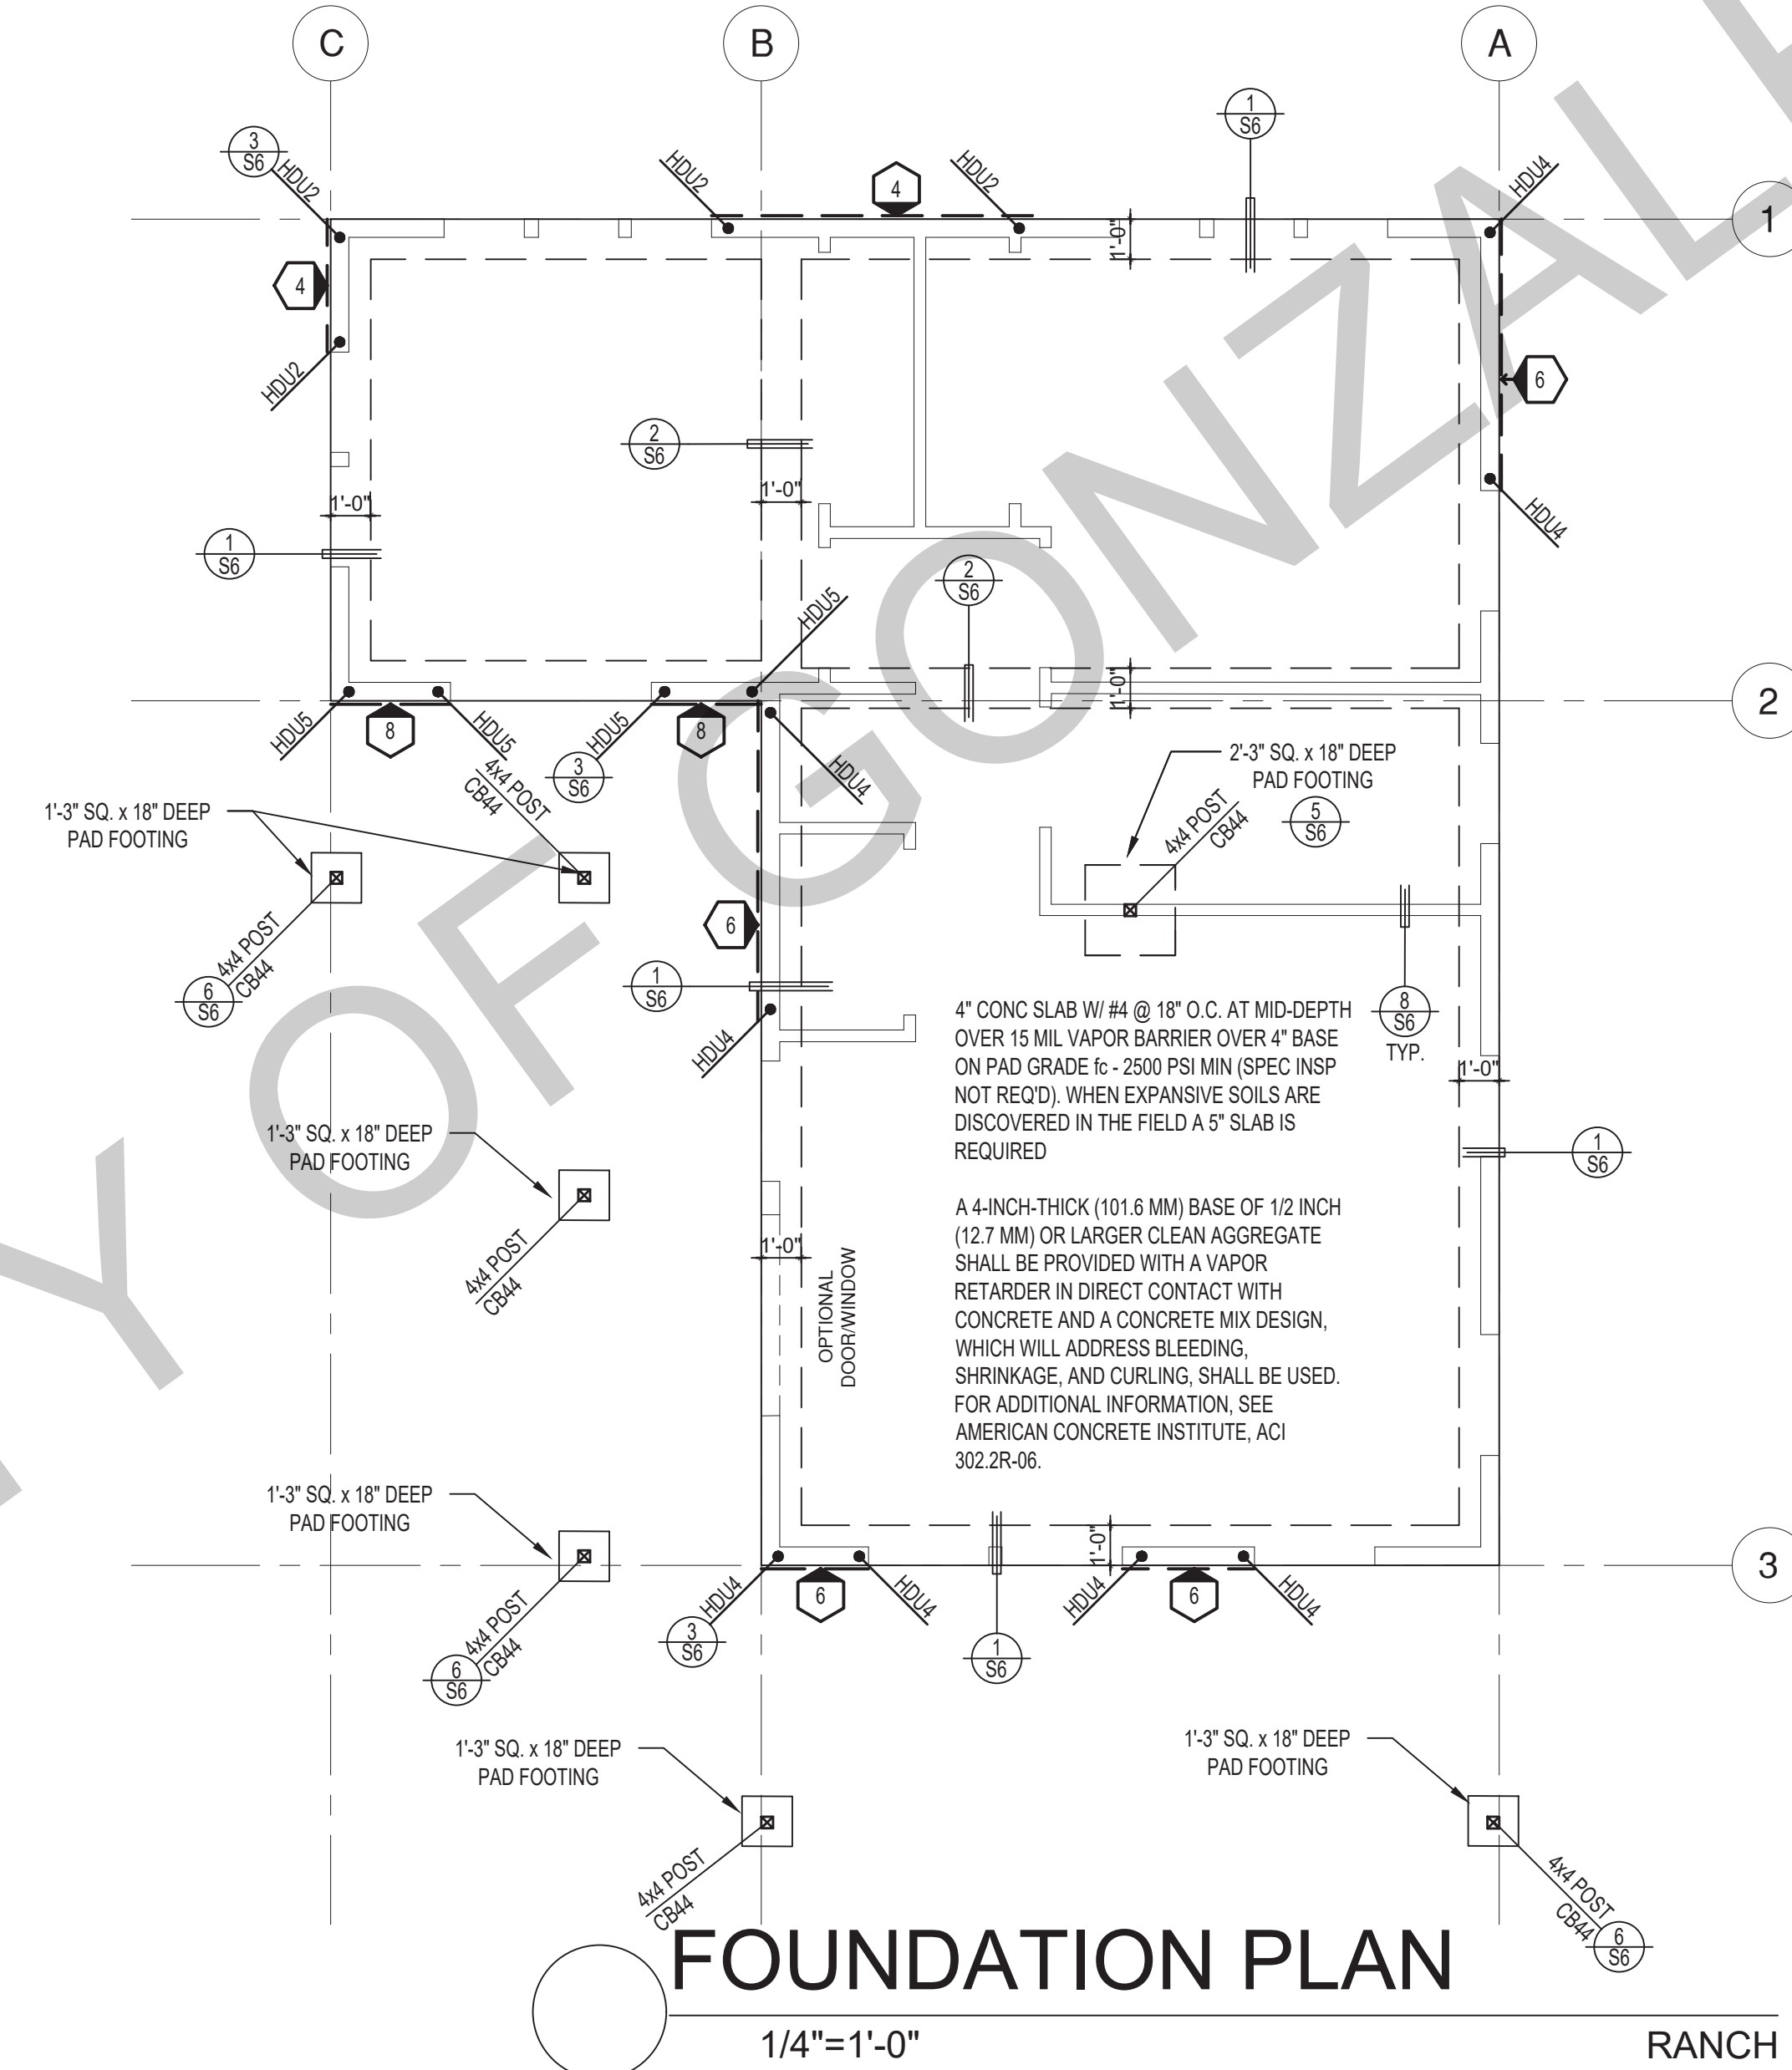 C
B
A
1
S6
3
S6
HDU2
HDU2
4
HDU2
HDU4
1
1'-0"
4
HDU2
6
2
S6
1'-0"
1'-0"
HDU4
1
S6
2
S6
HDU5
1'-0"
2
HDU5
8
HDU5
HDU5
8
3
S6
HDU4
4x4 POST
CB44
2'-3" SQ. x 18" DEEP
PAD FOOTING
5
S6
4x4 POST
CB44
1'-3" SQ. x 18" DEEP
PAD FOOTING
6
4x4 POST
CB44
6
S6
1
S6
HDU4
8
S6
TYP.
4" CONC SLAB W/ #4 @ 18" O.C. AT MID-DEPTH
OVER 15 MIL VAPOR BARRIER OVER 4" BASE
ON PAD GRADE fc - 2500 PSI MIN (SPEC INSP
NOT REQ'D). WHEN EXPANSIVE SOILS ARE
DISCOVERED IN THE FIELD A 5" SLAB IS
REQUIRED
1'-0"
1'-3" SQ. x 18" DEEP
PAD FOOTING
1
S6
4x4 POST
CB44
1'-0"
OPTIONAL
DOOR/WINDOW
A 4-INCH-THICK (101.6 MM) BASE OF 1/2 INCH
(12.7 MM) OR LARGER CLEAN AGGREGATE
SHALL BE PROVIDED WITH A VAPOR
RETARDER IN DIRECT CONTACT WITH
CONCRETE AND A CONCRETE MIX DESIGN,
WHICH WILL ADDRESS BLEEDING,
SHRINKAGE, AND CURLING, SHALL BE USED.
FOR ADDITIONAL INFORMATION, SEE
AMERICAN CONCRETE INSTITUTE, ACI
302.2R-06.
1'-3" SQ. x 18" DEEP
PAD FOOTING
1'-0"
3
4x4 POST
CB44
6
S6
HDU4
3
S6
6
HDU4
1
S6
HDU4
6
HDU4
1'-3" SQ. x 18" DEEP
PAD FOOTING
1'-3" SQ. x 18" DEEP
PAD FOOTING
4x4 POST
CB44
4x4 POST
CB44
6
S6
FOUNDATION PLAN
1/4"=1'-0"
RANCH
Y OF GONZAL